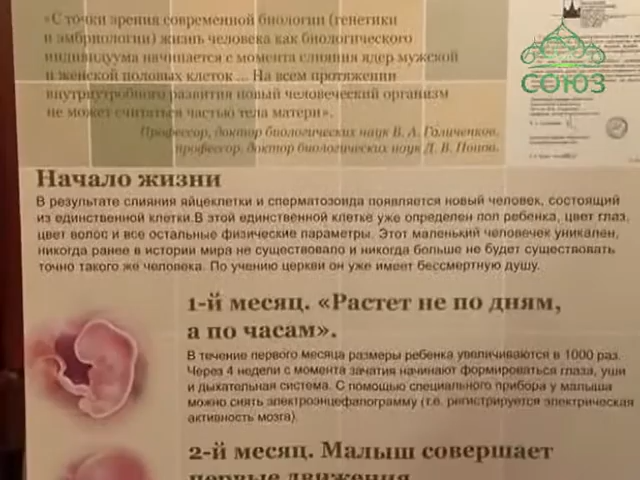 «С точки зрения современной биологии (генетики
и эмбриологии) жизнь человека как биологического
индивидуума начинается с момента слияния ядер мужской
и женской половых клеток ... На всем протяжении
внутриутробного развития новый человеческий организм
не может считаться частью тела матери».
Профессор, доктор биологических наук В. А. Голиченков.
профессор, доктор биологических наук Д. В. Попов.
СОЮЗ
Начало жизни
В результате слияния яйцеклетки и сперматозоида появляется новый человек, состоящий
из единственной клетки.В этой единственной клетке уже определен пол ребенка, цвет глаз,
цвет волос и все остальные физические параметры. Этот маленький человечек уникален,
никогда ранее в истории мира не существовало и никогда больше не будет существовать
точно такого же человека. По учению церкви он уже имеет бессмертную душу.
1-й месяц. «Растет не по дням,
а по часам».
В течение первого месяца размеры ребенка увеличиваются в 1000 раз.
Через 4 недели с момента зачатия начинают формироваться глаза, уши
и дыхательная система. С помощью специального прибора у малыша
можно снять электроэнцефалограмму (т.е. регистрируется электрическая
активность мозга).
2-й месяц. Малыш совершает
первые движения